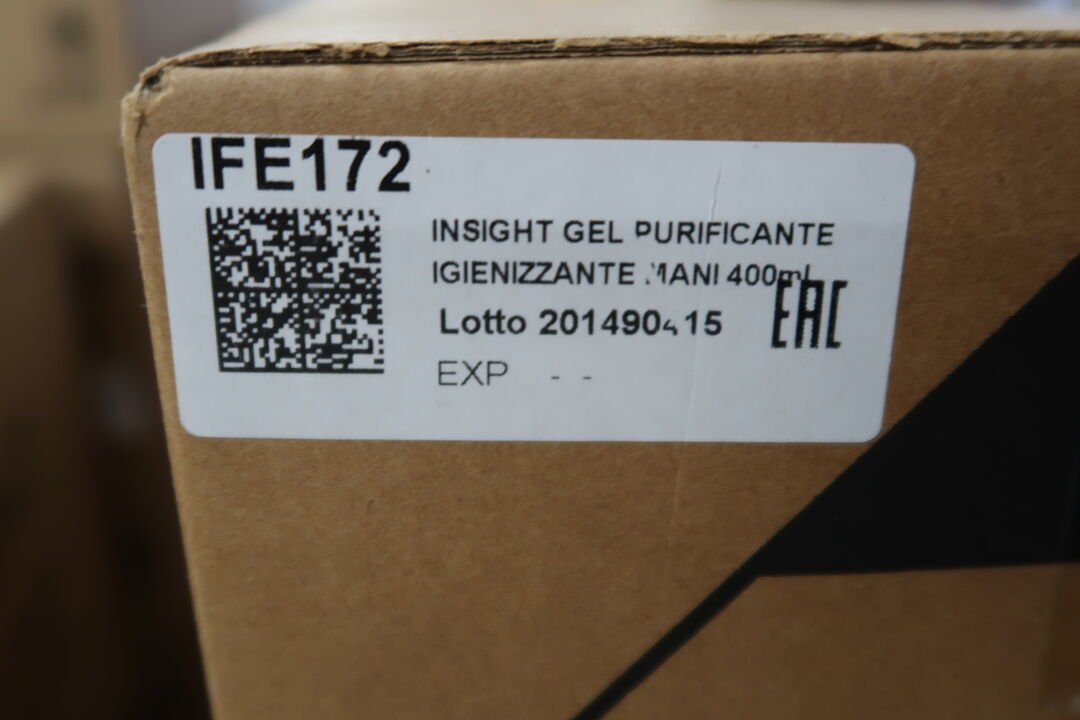 IFE172
INSIGHT GEL PURIFICANTE
IGIENIZZANTE MANI 400ml
Lotto 201490415
EAC
EXP - -